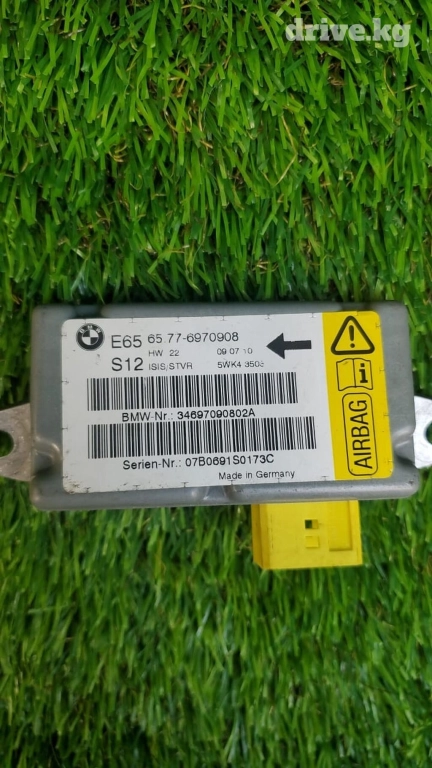 drive.kg
BMW
E65 65.77-6970908
S12 HW 22 09 07 10
ISIS/STVR 5WK4 3503
BMW-Nr.: 34697090802A
Serien-Nr.: 07B0691S0173C
Made in Germany
AIRBAG